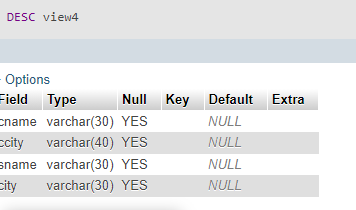 DESC view4
Options
Field Type Null Key Default Extra
cname varchar(30) YES NULL
ccity varchar(40) YES NULL
sname varchar(30) YES NULL
city varchar(30) YES NULL